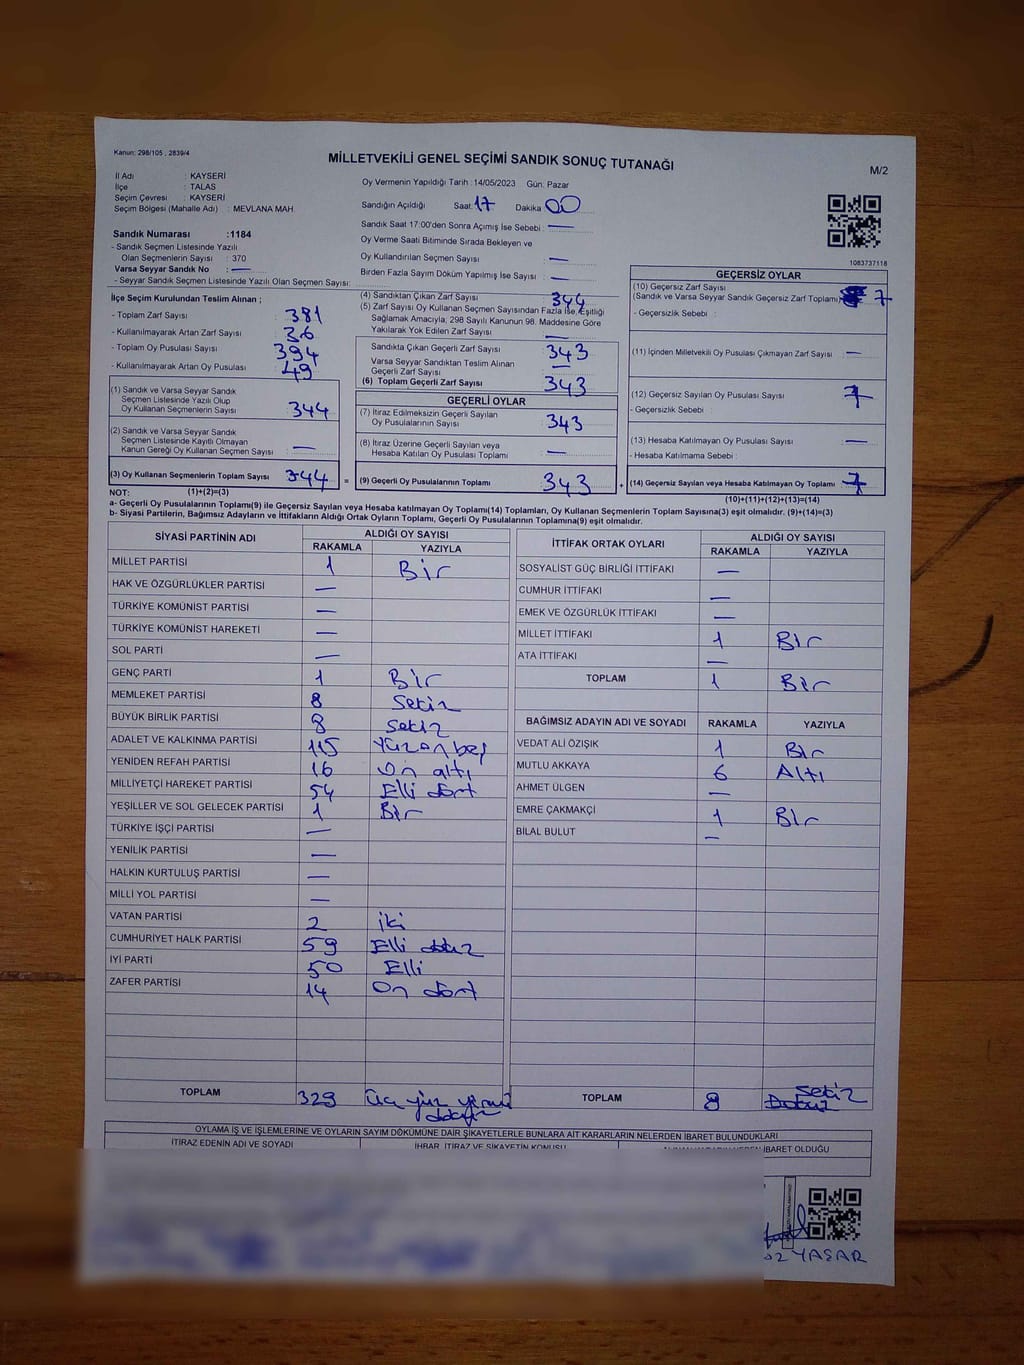 Kanun: 298/105 , 2839/4
MİLLETVEKİLİ GENEL SEÇİMİ SANDIK SONUÇ TUTANAĞI
M/2
İl Adı : KAYSERİ
İlçe : TALAS
Seçim Çevresi : KAYSERİ
Seçim Bölgesi (Mahalle Adı) : MEVLANA MAH.
Oy Vermenin Yapıldığı Tarih :14/05/2023 Gün: Pazar
Sandığın Açıldığı Saat: 17 Dakika: 00
Sandık Saat 17:00'den Sonra Açımış İse Sebebi : —
Oy Verme Saati Bitiminde Sırada Bekleyen ve
Oy Kullandırılan Seçmen Sayısı : —
Birden Fazla Sayım Döküm Yapılmış İse Sayısı : —
Sandık Numarası :1184
- Sandık Seçmen Listesinde Yazılı
Olan Seçmenlerin Sayısı : 370
Varsa Seyyar Sandık No : —
- Seyyar Sandık Seçmen Listesinde Yazılı Olan Seçmen Sayısı:
1083737118
İlçe Seçim Kurulundan Teslim Alınan ;
- Toplam Zarf Sayısı : 381
- Kullanılmayarak Artan Zarf Sayısı : 36
- Toplam Oy Pusulası Sayısı : 394
- Kullanılmayarak Artan Oy Pusulası : 49
(1) Sandık ve Varsa Seyyar Sandık
Seçmen Listesinde Yazılı Olup
Oy Kullanan Seçmenlerin Sayısı : 344
(2) Sandık ve Varsa Seyyar Sandık
Seçmen Listesinde Kayıtlı Olmayan
Kanun Gereği Oy Kullanan Seçmen Sayısı : —
(3) Oy Kullanan Seçmenlerin Toplam Sayısı : 344
(4) Sandıktan Çıkan Zarf Sayısı : 344
(5) Zarf Sayısı Oy Kullanan Seçmen Sayısından Fazla İse, Eşitliği
Sağlamak Amacıyla, 298 Sayılı Kanunun 98. Maddesine Göre
Yakılarak Yok Edilen Zarf Sayısı : —
Sandıkta Çıkan Geçerli Zarf Sayısı : 343
Varsa Seyyar Sandıktan Teslim Alınan
Geçerli Zarf Sayısı : —
(6) Toplam Geçerli Zarf Sayısı : 343
GEÇERLİ OYLAR
(7) İtiraz Edilmeksizin Geçerli Sayılan
Oy Pusulalarının Sayısı : 343
(8) İtiraz Üzerine Geçerli Sayılan veya
Hesaba Katılan Oy Pusulası Toplamı : —
= (9) Geçerli Oy Pusulalarının Toplamı : 343 +
GEÇERSİZ OYLAR
(10) Geçersiz Zarf Sayısı
(Sandık ve Varsa Seyyar Sandık Geçersiz Zarf Toplamı) 7
- Geçersizlik Sebebi :
(11) İçinden Milletvekili Oy Pusulası Çıkmayan Zarf Sayısı : —
(12) Geçersiz Sayılan Oy Pusulası Sayısı : 7
- Geçersizlik Sebebi :
(13) Hesaba Katılmayan Oy Pusulası Sayısı : —
- Hesaba Katılmama Sebebi :
(14) Geçersiz Sayılan veya Hesaba Katılmayan Oy Toplamı : 7
NOT: (1)+(2)=(3)
(10)+(11)+(12)+(13)=(14)
a- Geçerli Oy Pusulaları Toplamı(9) ile Geçersiz Sayılan veya Hesaba katılmayan Oy Toplamı(14) Toplamları, Oy Kullanan Seçmenlerin Toplam Sayısına(3) eşit olmalıdır. (9)+(14)=(3)
b- Siyasi Partilerin, Bağımsız Adayların ve İttifakların Aldığı Ortak Oyların Toplamı, Geçerli Oy Pusulalarının Toplamına(9) eşit olmalıdır.
SİYASİ PARTİNİN ADI ALDIĞI OY SAYISI
RAKAMLA YAZIYLA
MİLLET PARTİSİ 1 Bir
HAK VE ÖZGÜRLÜKLER PARTİSİ —
TÜRKİYE KOMÜNİST PARTİSİ —
TÜRKİYE KOMÜNİST HAREKETİ —
SOL PARTİ —
GENÇ PARTİ 1 Bir
MEMLEKET PARTİSİ 8 Sekiz
BÜYÜK BİRLİK PARTİSİ 8 Sekiz
ADALET VE KALKINMA PARTİSİ 115 Yüzonbeş
YENİDEN REFAH PARTİSİ 16 On altı
MİLLİYETÇİ HAREKET PARTİSİ 54 Elli dört
YEŞİLLER VE SOL GELECEK PARTİSİ 1 Bir
TÜRKİYE İŞÇİ PARTİSİ —
YENİLİK PARTİSİ —
HALKIN KURTULUŞ PARTİSİ —
MİLLİ YOL PARTİSİ —
VATAN PARTİSİ 2 iki
CUMHURİYET HALK PARTİSİ 59 Elli dokuz
İYİ PARTİ 50 Elli
ZAFER PARTİSİ 14 On dört
TOPLAM 329 Üç yüz yirmi
dokuz
İTTİFAK ORTAK OYLARI ALDIĞI OY SAYISI
RAKAMLA YAZIYLA
SOSYALİST GÜÇ BİRLİĞİ İTTİFAKI —
CUMHUR İTTİFAKI —
EMEK VE ÖZGÜRLÜK İTTİFAKI —
MİLLET İTTİFAKI 1 Bir
ATA İTTİFAKI —
TOPLAM 1 Bir
BAĞIMSIZ ADAYIN ADI VE SOYADI RAKAMLA YAZIYLA
VEDAT ALİ ÖZIŞIK 1 Bir
MUTLU AKKAYA 6 Altı
AHMET ÜLGEN —
EMRE ÇAKMAKÇİ 1 Bir
BİLAL BULUT —
TOPLAM 8 Sekiz
Dokuz
OYLAMA İŞ VE İŞLEMLERİNE VE OYLARIN SAYIM DÖKÜMÜNE DAİR ŞİKAYETLERLE BUNLARA AİT KARARLARIN NELERDEN İBARET BULUNDUKLARI
İTİRAZ EDENİN ADI VE SOYADI İHBAR, İTİRAZ VE ŞİKAYETİN KONUSU İBARET OLDUĞU
YAŞAR